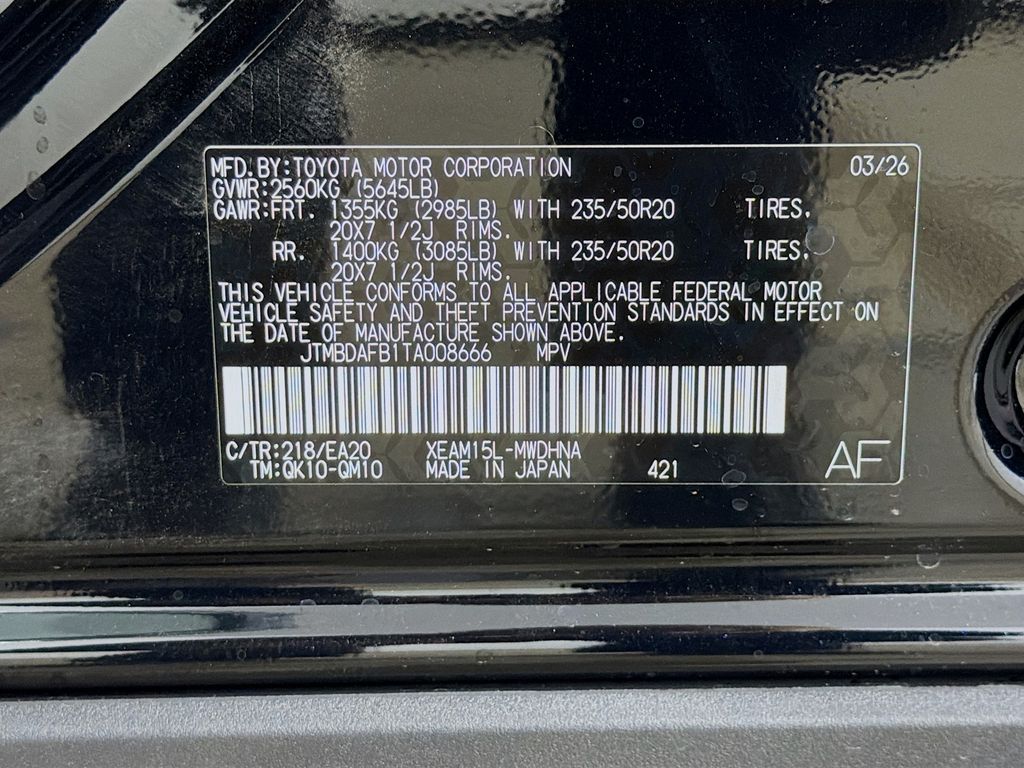 MFD.BY:TOYOTA MOTOR CORPORATION 03/26
GVWR:2560KG (5645LB)
GAWR:FRT. 1355KG (2985LB) WITH 235/50R20 TIRES.
20X7 1/2J RIMS.
RR. 1400KG (3085LB) WITH 235/50R20 TIRES.
20X7 1/2J RIMS.
THIS VEHICLE CONFORMS TO ALL APPLICABLE FEDERAL MOTOR
VEHICLE SAFETY AND THEFT PREVENTION STANDARDS IN EFFECT ON
THE DATE OF MANUFACTURE SHOWN ABOVE.
JTMBDAFB1TA008666 MPV
C/TR:218/EA20 XEAM15L-MWDHNA
TM:QK10-QM10 MADE IN JAPAN 421 AF